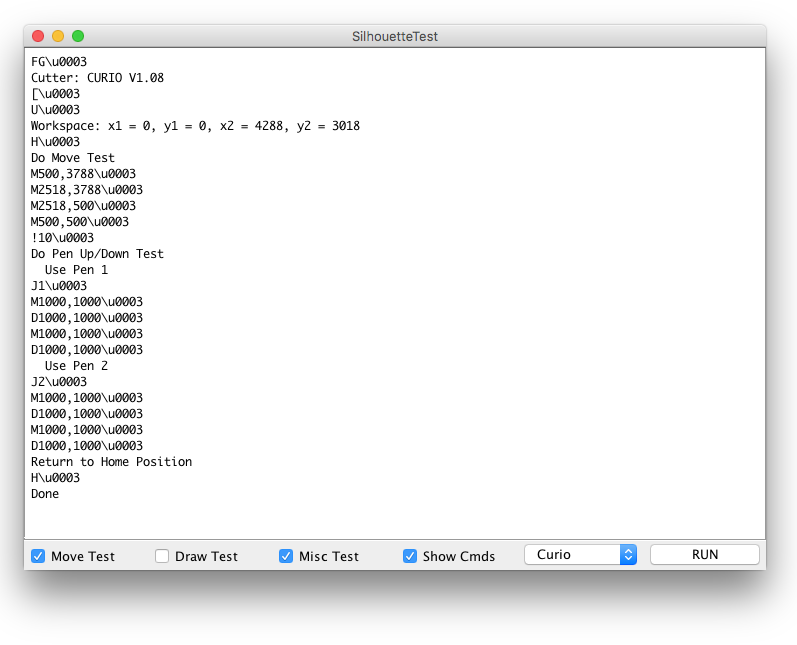 SilhouetteTest
FG\u0003
Cutter: CURIO V1.08
[\u0003
U\u0003
Workspace: x1 = 0, y1 = 0, x2 = 4288, y2 = 3018
H\u0003
Do Move Test
M500,3788\u0003
M2518,3788\u0003
M2518,500\u0003
M500,500\u0003
!10\u0003
Do Pen Up/Down Test
  Use Pen 1
J1\u0003
M1000,1000\u0003
D1000,1000\u0003
M1000,1000\u0003
D1000,1000\u0003
  Use Pen 2
J2\u0003
M1000,1000\u0003
D1000,1000\u0003
M1000,1000\u0003
D1000,1000\u0003
Return to Home Position
H\u0003
Done
Move Test Draw Test Misc Test Show Cmds Curio RUN